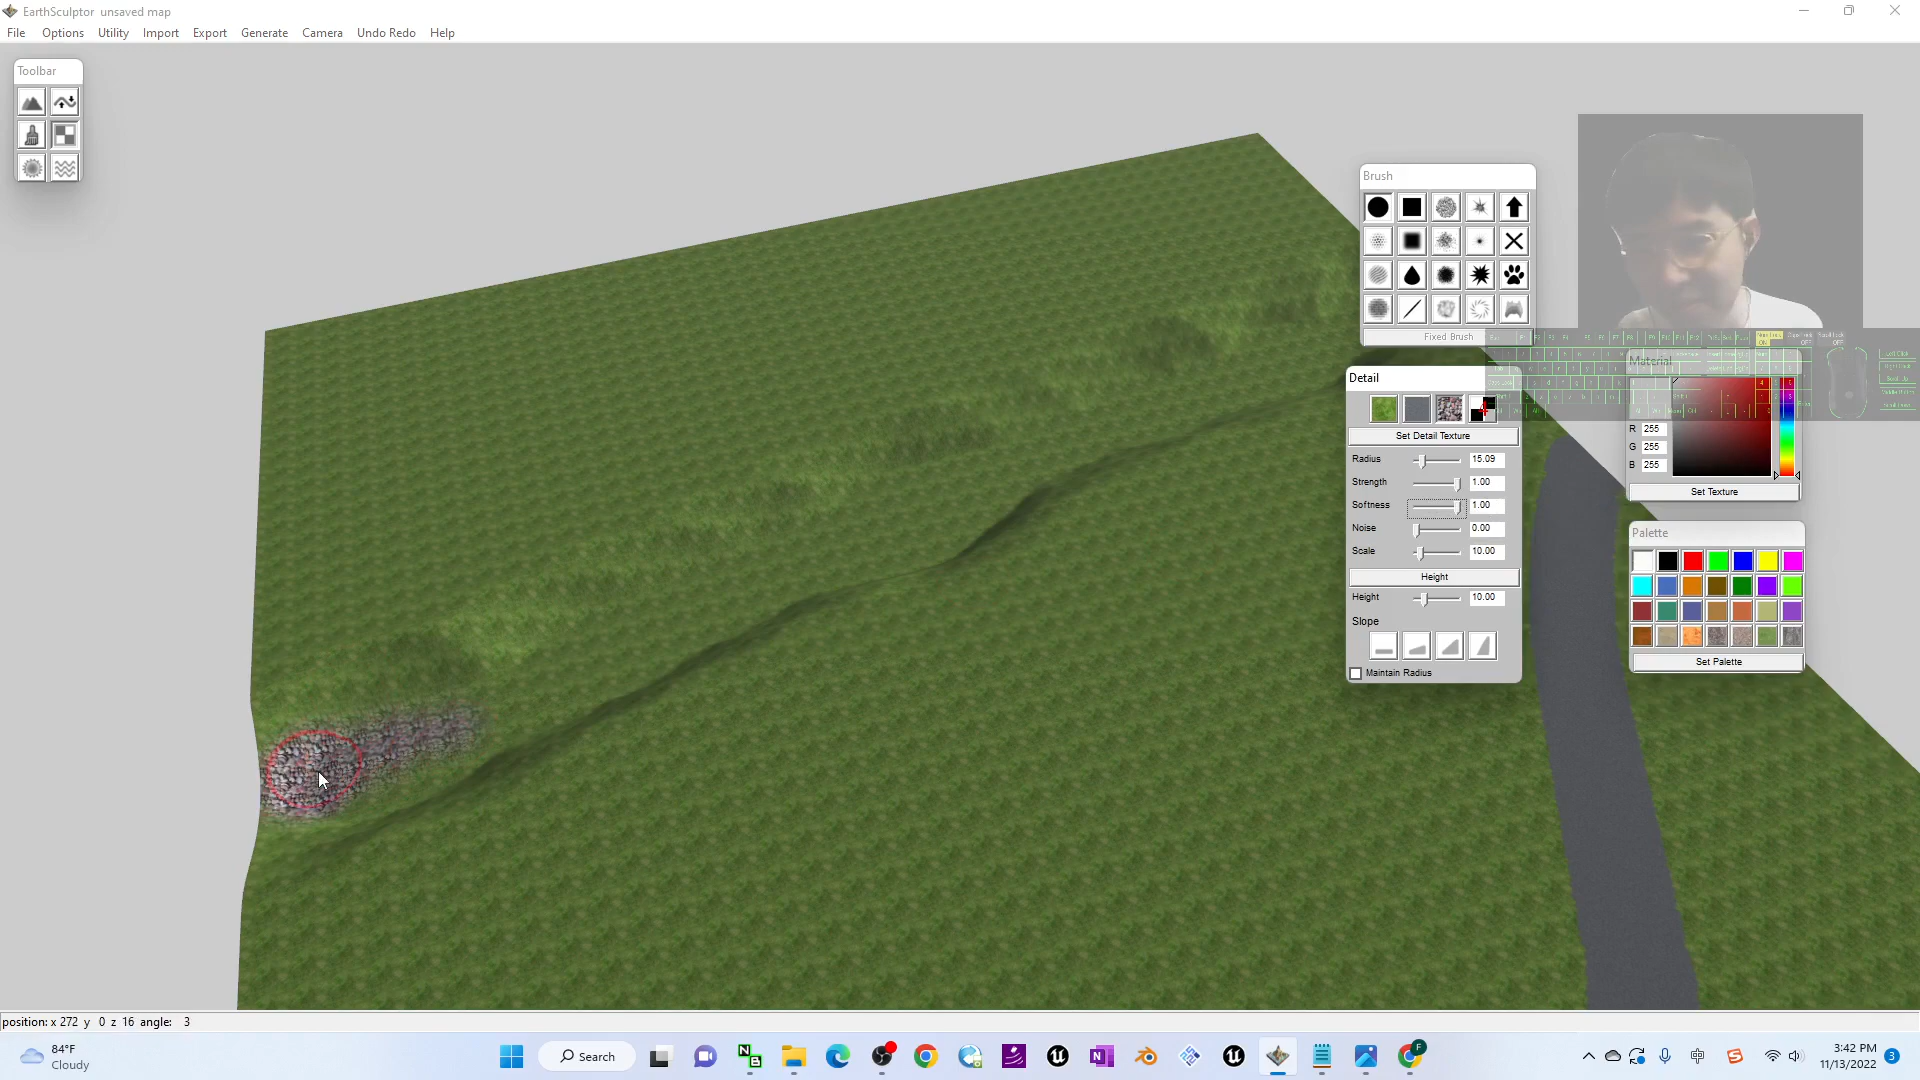 EarthSculptor unsaved map
File Options Utility Import Export Generate Camera Undo Redo Help
Toolbar
Brush
Fixed Brush
Detail
Set Detail Texture
Radius 15.09
Strength 1.00
Softness 1.00
Noise 0.00
Scale 10.00
Height
Height 10.00
Slope
Maintain Radius
Material
R 255
G 255
B 255
Set Texture
Palette
Set Palette
position: x 272 y 0 z 16 angle: 3
84°F
Cloudy
Search
3:42 PM
11/13/2022
3